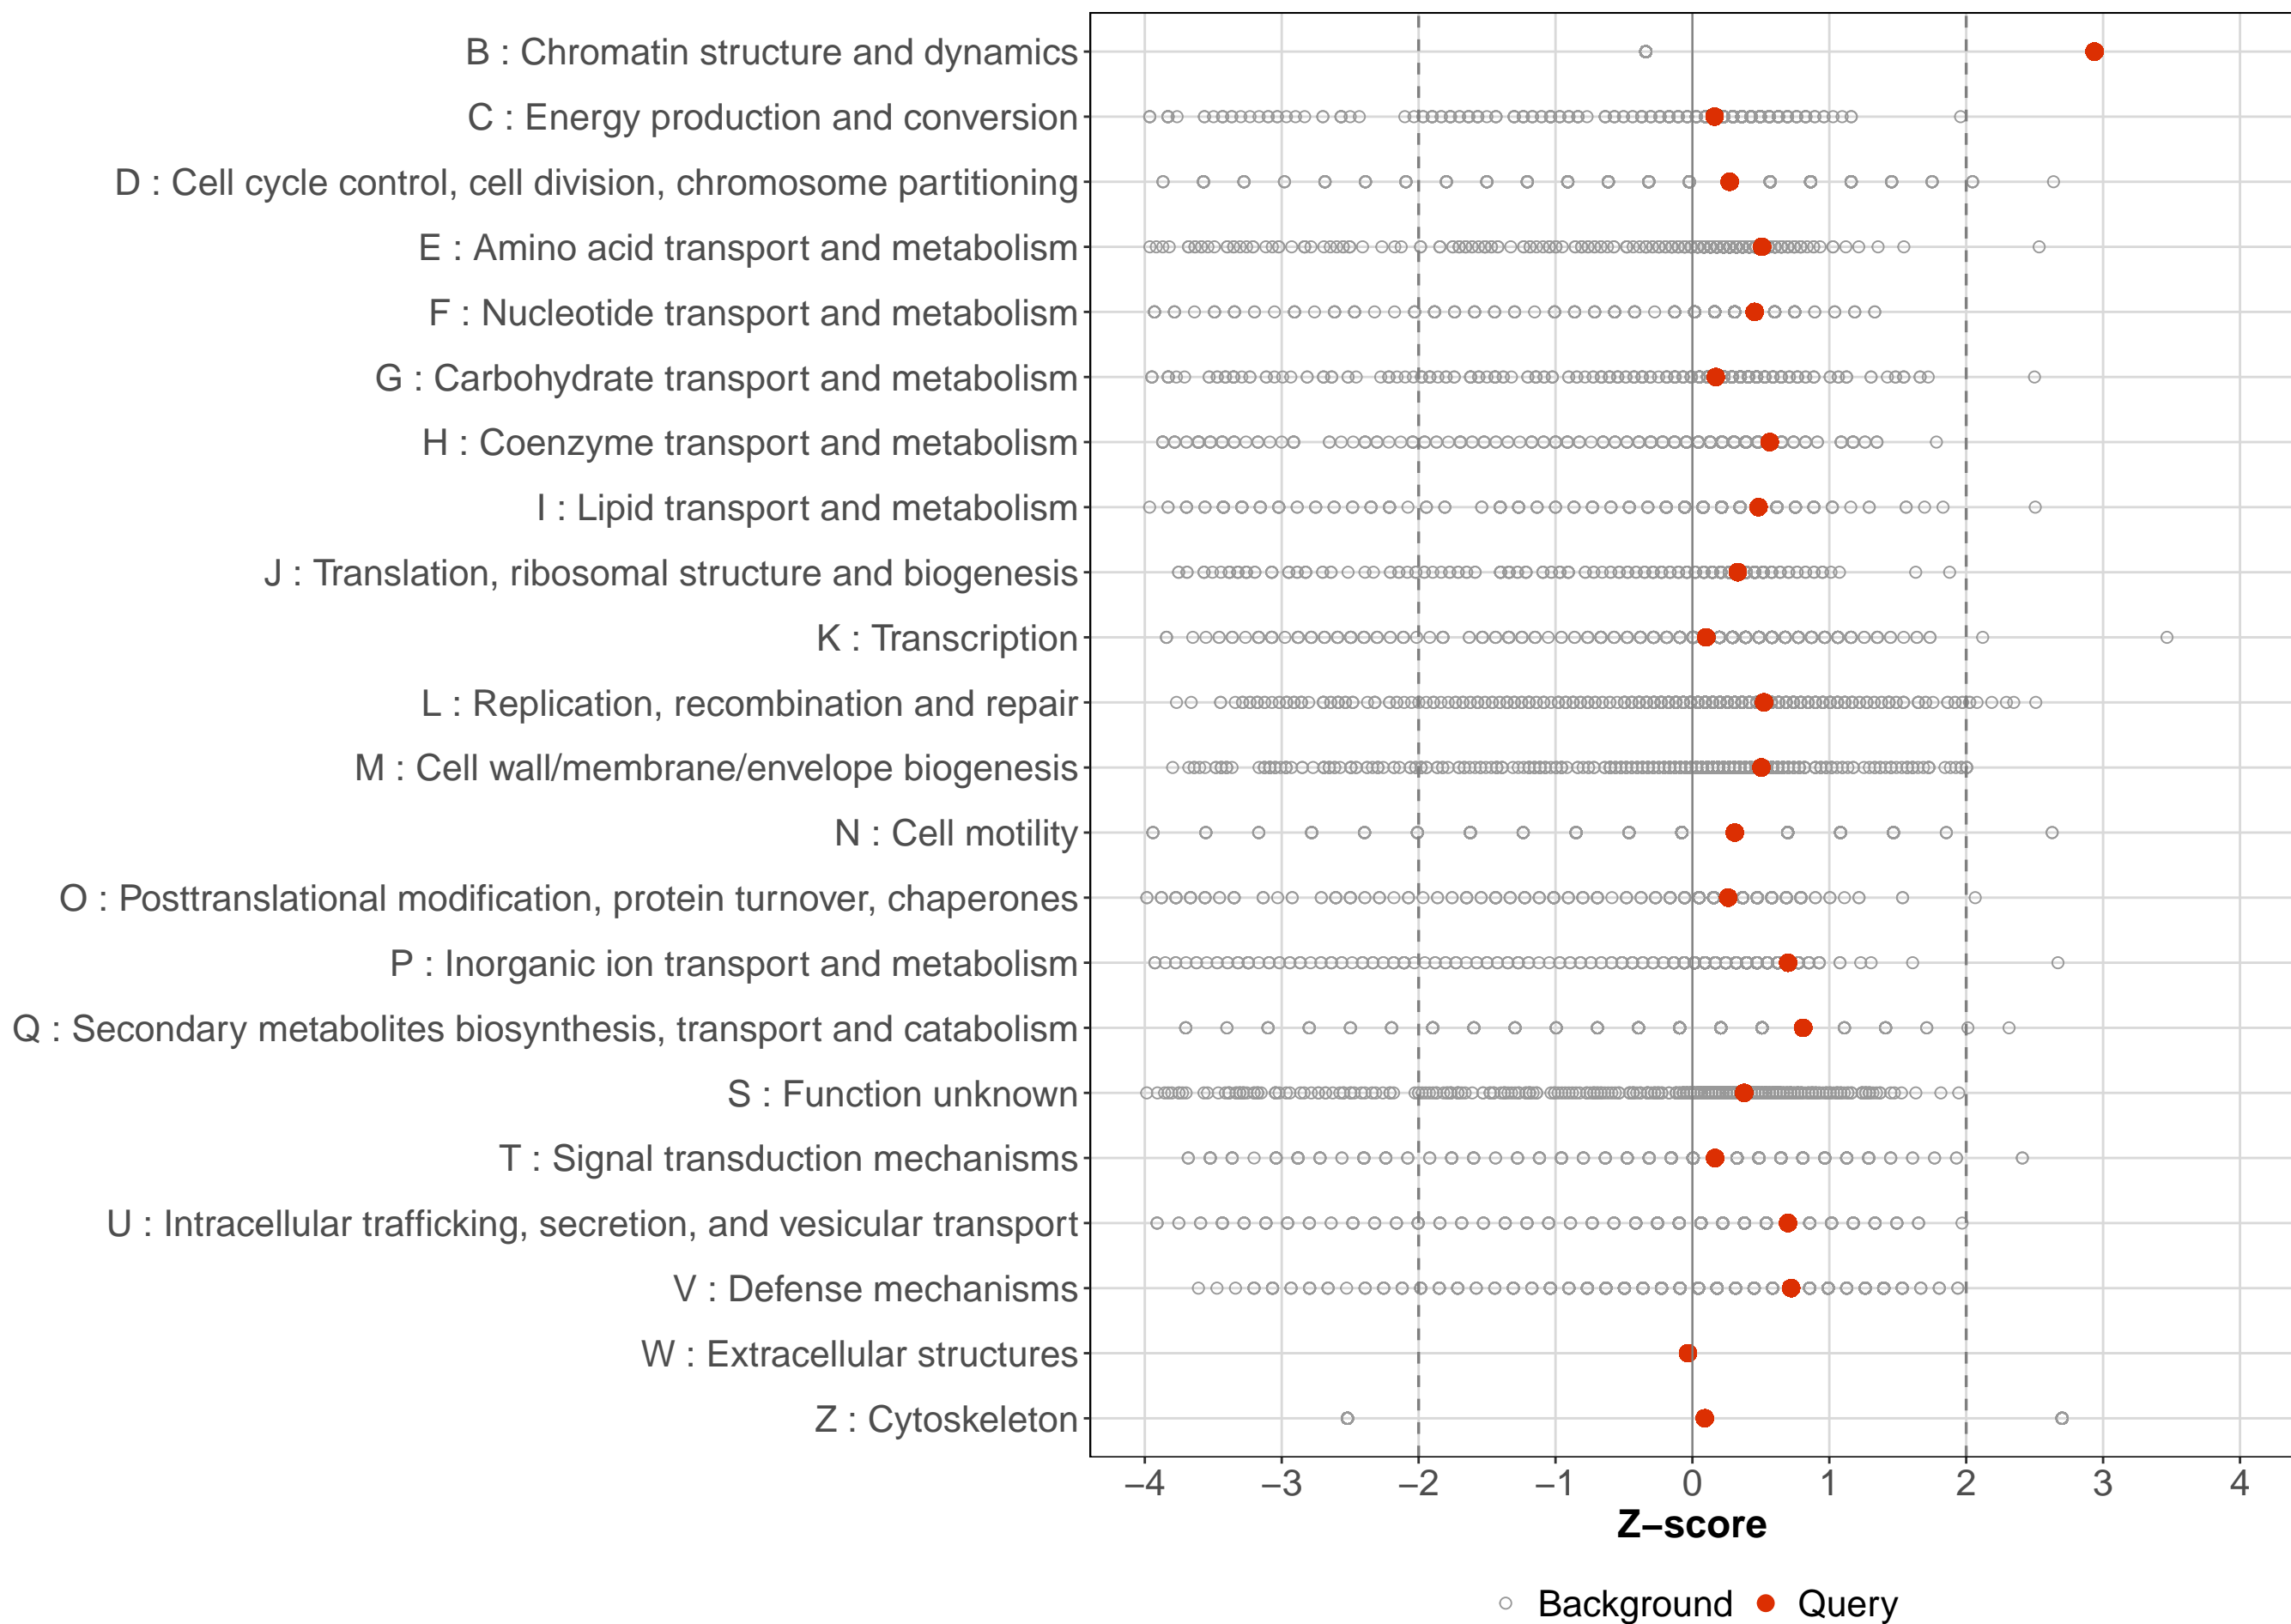 B : Chromatin structure and dynamics
C : Energy production and conversion
D : Cell cycle control, cell division, chromosome partitioning
E : Amino acid transport and metabolism
F : Nucleotide transport and metabolism
G : Carbohydrate transport and metabolism
H : Coenzyme transport and metabolism
I : Lipid transport and metabolism
J : Translation, ribosomal structure and biogenesis
K : Transcription
L : Replication, recombination and repair
M : Cell wall/membrane/envelope biogenesis
N : Cell motility
O : Posttranslational modification, protein turnover, chaperones
P : Inorganic ion transport and metabolism
Q : Secondary metabolites biosynthesis, transport and catabolism
S : Function unknown
T : Signal transduction mechanisms
U : Intracellular trafficking, secretion, and vesicular transport
V : Defense mechanisms
W : Extracellular structures
Z : Cytoskeleton
−4 −3 −2 −1 0 1 2 3 4
Z−score
Background Query